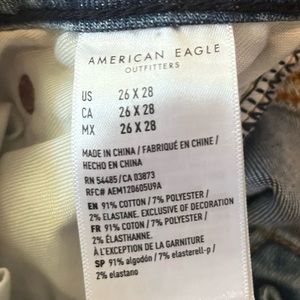 AMERICAN EAGLE
OUTFITTERS
US 26 X 28
CA 26 X 28
MX 26 X 28
MADE IN CHINA / FABRIQUÉ EN CHINE /
HECHO EN CHINA
RN 54485/ CA 03873
RFC# AEM120605U9A
EN 91% COTTON / 7% POLYESTER /
2% ELASTANE. EXCLUSIVE OF DECORATION
FR 91% COTON / 7% POLYESTER /
2% ÉLASTHANNE.
À L'EXCEPTION DE LA GARNITURE
SP 91% algodón / 7% elasterell-p /
2% elastano